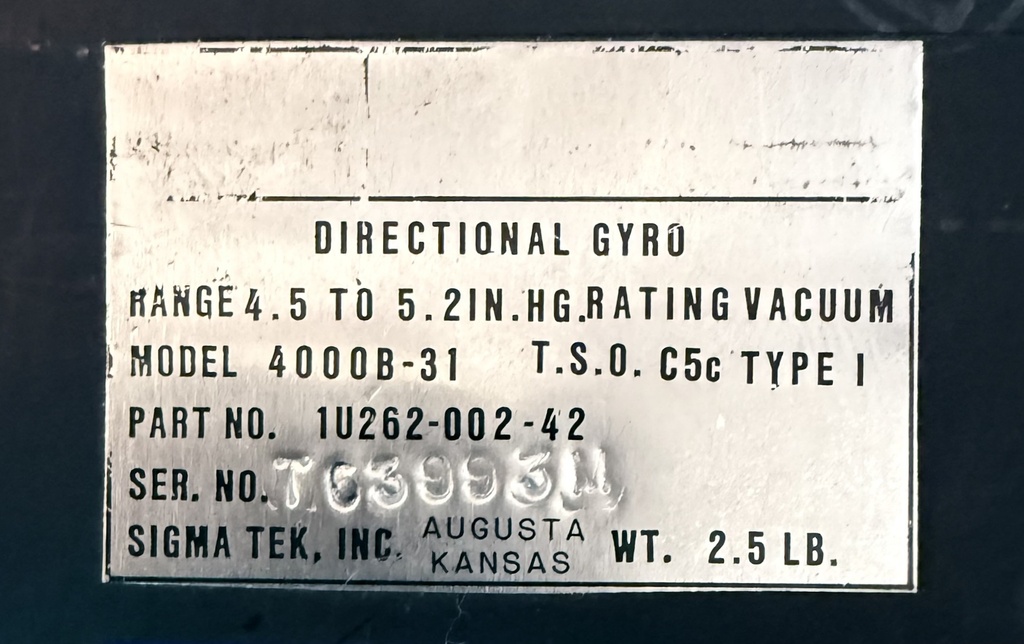 DIRECTIONAL GYRO
RANGE 4.5 TO 5.2IN.HG. RATING VACUUM
MODEL 4000B-31 T.S.O. C5c TYPE I
PART NO. 1U262-002-42
SER. NO. T63993U
SIGMA TEK, INC. AUGUSTA KANSAS WT. 2.5 LB.